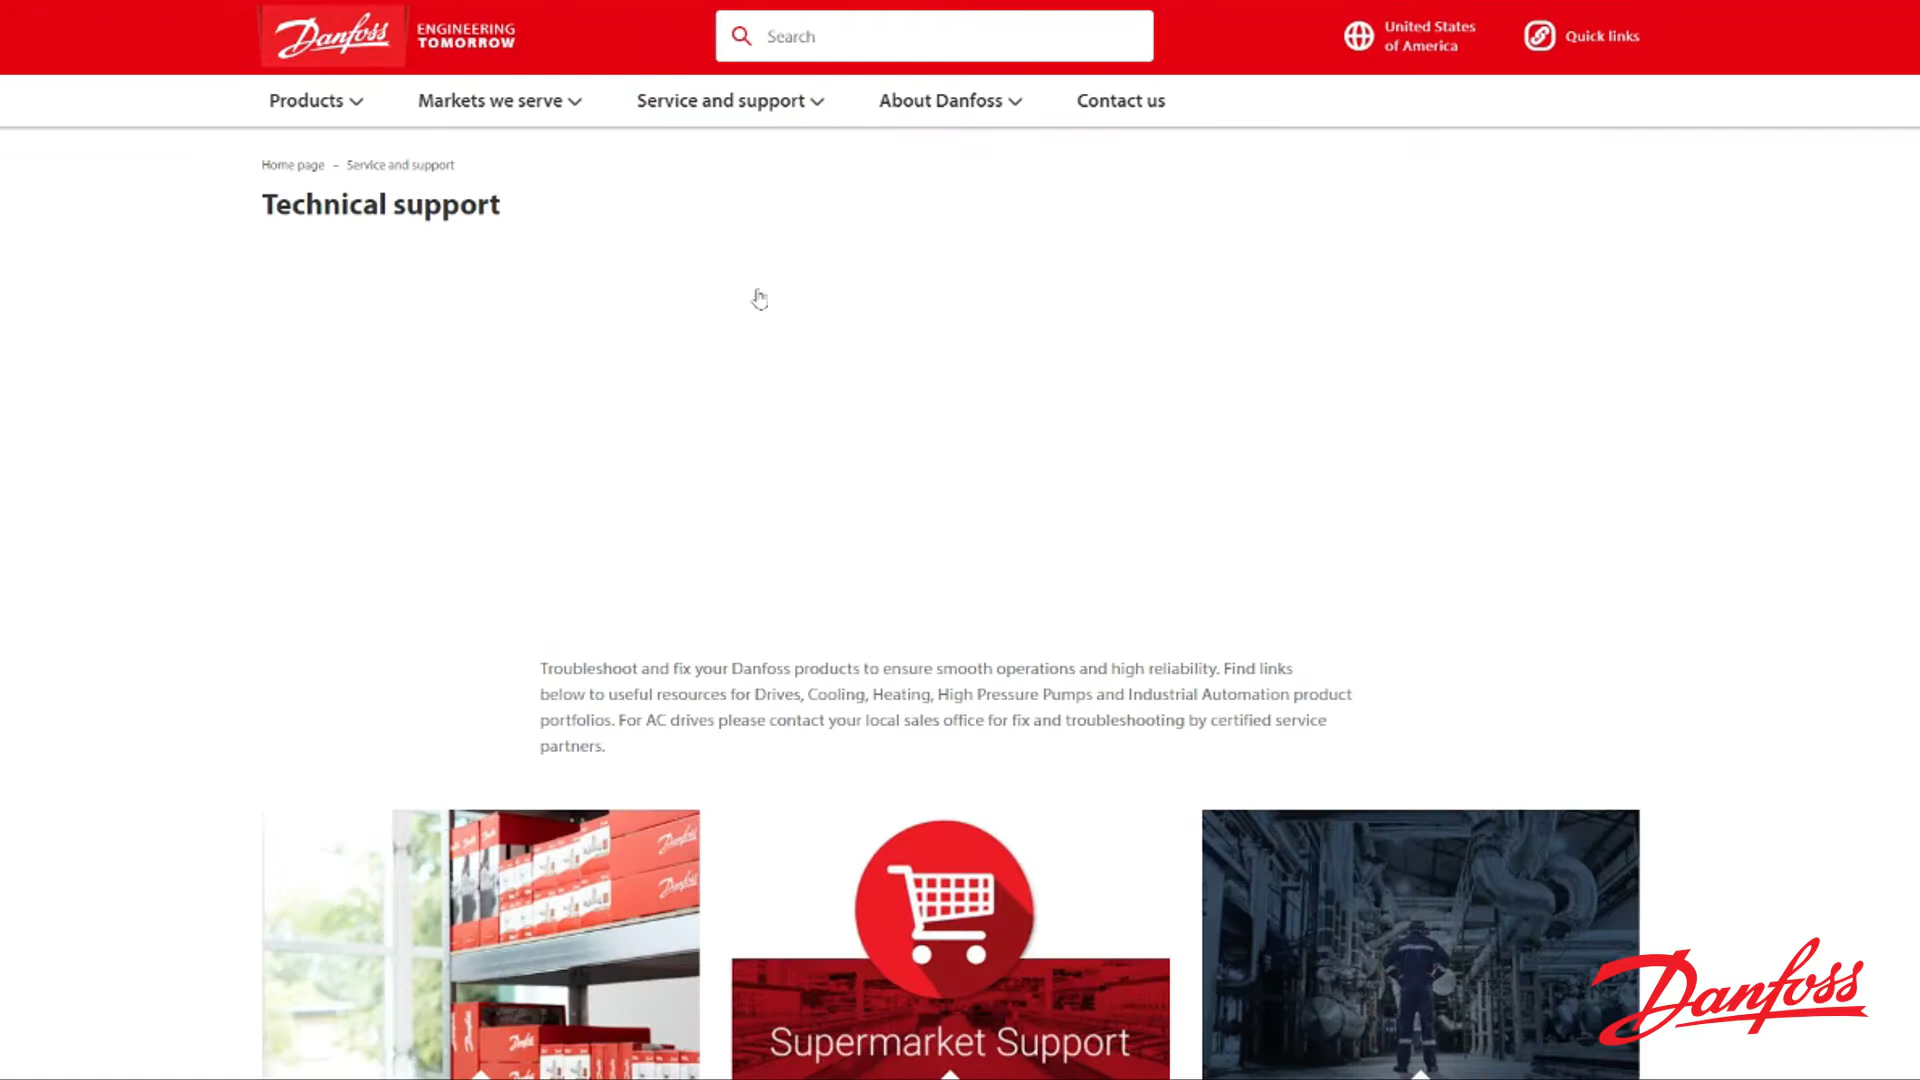 Danfoss
ENGINEERING
TOMORROW
Search
United States
of America
Quick links
Products
Markets we serve
Service and support
About Danfoss
Contact us
Home page – Service and support
Technical support
Troubleshoot and fix your Danfoss products to ensure smooth operations and high reliability. Find links
below to useful resources for Drives, Cooling, Heating, High Pressure Pumps and Industrial Automation product
portfolios. For AC drives please contact your local sales office for fix and troubleshooting by certified service
partners.
Danfoss
Danfoss
Danfoss
Supermarket Support
Danfoss